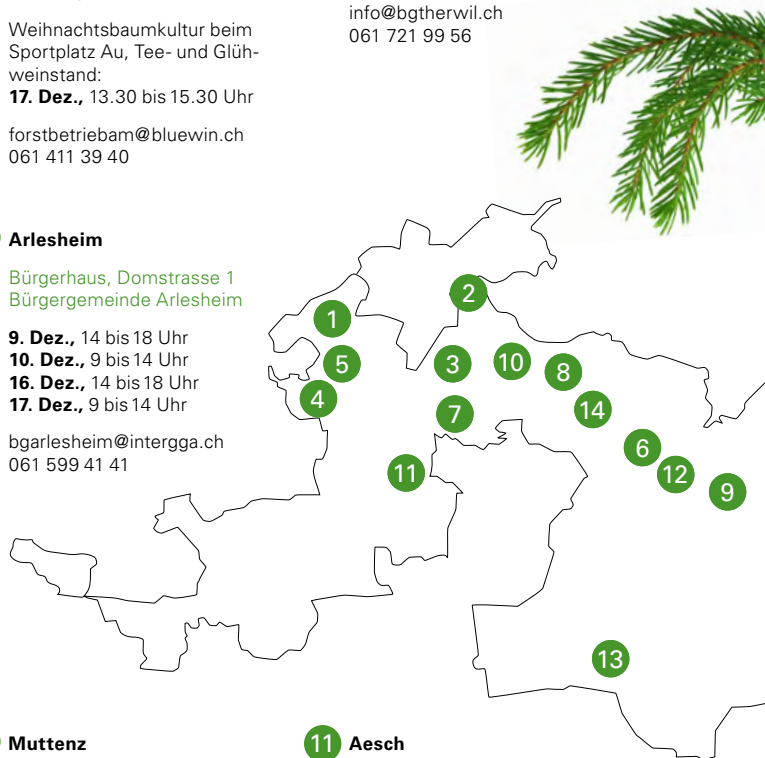 Weihnachtsbaumkultur beim
Sportplatz Au, Tee- und Glüh-
weinstand:
17. Dez., 13.30 bis 15.30 Uhr
forstbetriebam@bluewin.ch
061 411 39 40
info@bgtherwil.ch
061 721 99 56
Arlesheim
Bürgerhaus, Domstrasse 1
Bürgergemeinde Arlesheim
9. Dez., 14 bis 18 Uhr
10. Dez., 9 bis 14 Uhr
16. Dez., 14 bis 18 Uhr
17. Dez., 9 bis 14 Uhr
bgarlesheim@intergga.ch
061 599 41 41
2
1
5
3
10
8
4
7
14
6
11
12
9
13
Muttenz
11 Aesch